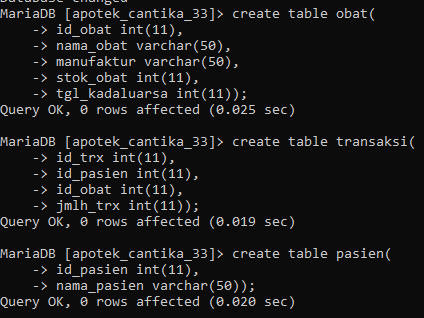 Database changed
MariaDB [apotek_cantika_33]> create table obat(
    -> id_obat int(11),
    -> nama_obat varchar(50),
    -> manufaktur varchar(50),
    -> stok_obat int(11),
    -> tgl_kadaluarsa int(11));
Query OK, 0 rows affected (0.025 sec)

MariaDB [apotek_cantika_33]> create table transaksi(
    -> id_trx int(11),
    -> id_pasien int(11),
    -> id_obat int(11),
    -> jmlh_trx int(11));
Query OK, 0 rows affected (0.019 sec)

MariaDB [apotek_cantika_33]> create table pasien(
    -> id_pasien int(11),
    -> nama_pasien varchar(50));
Query OK, 0 rows affected (0.020 sec)